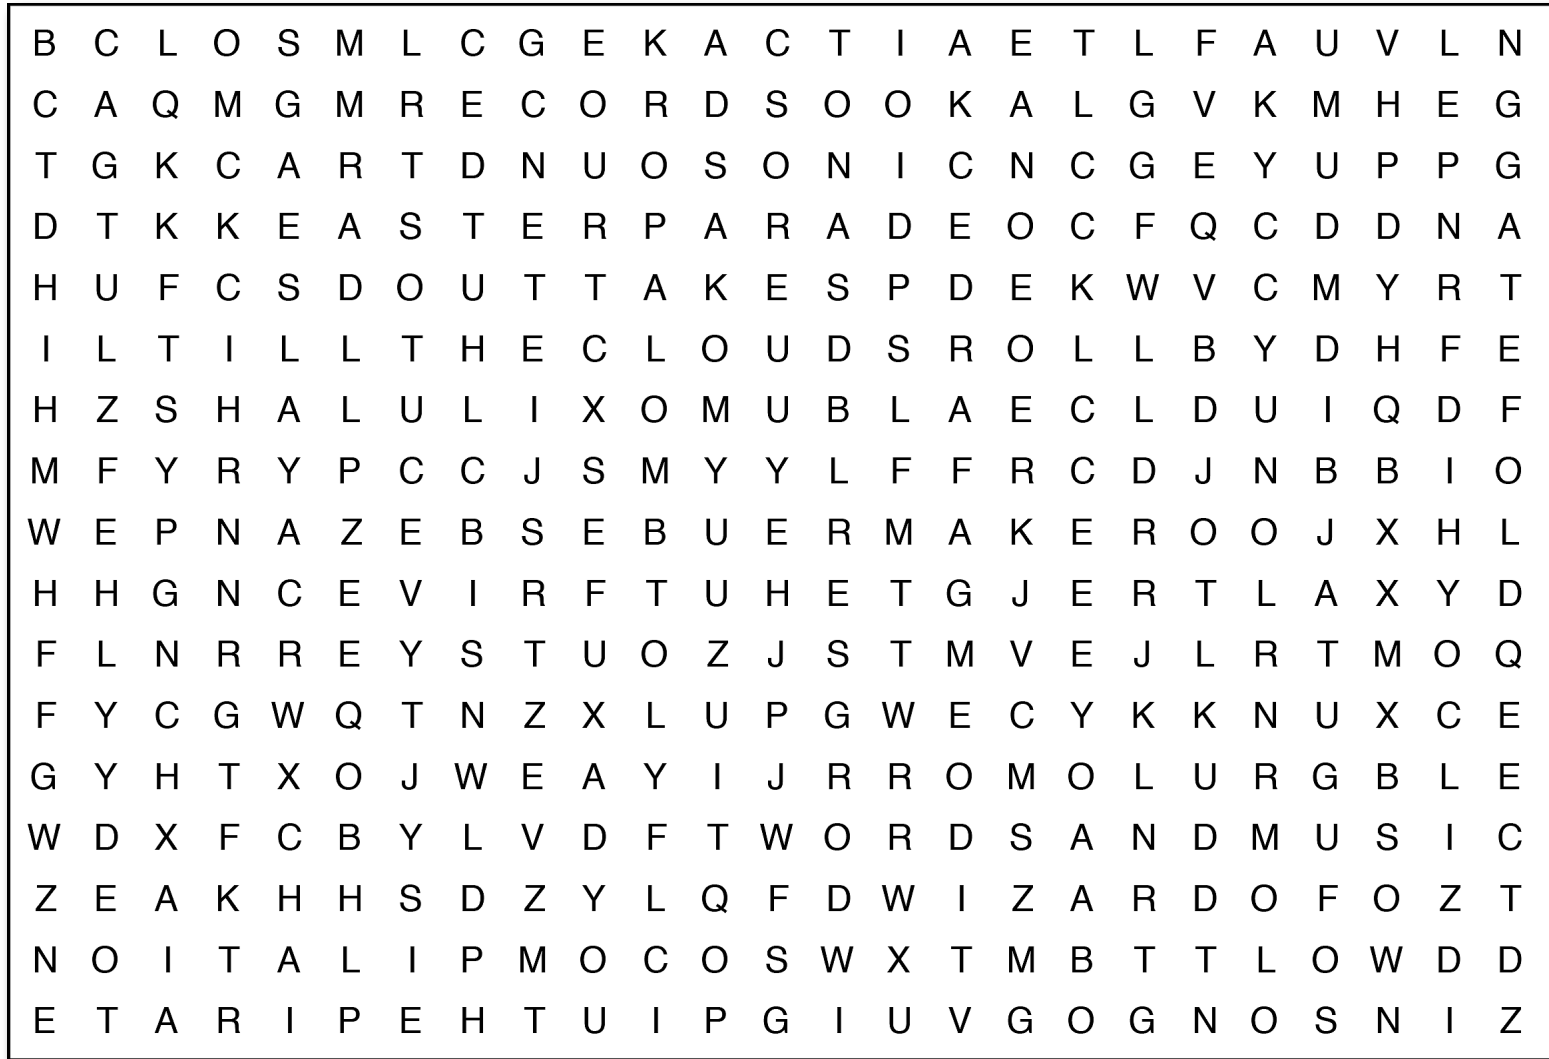 B C L O S M L C G E K A C T I A E T L F A U V L N
C A Q M G M R E C O R D S O O K A L G V K M H E G
T G K C A R T D N U O S O N I C N C G E Y U P P G
D T K K E A S T E R P A R A D E O C F Q C D D N A
H U F C S D O U T T A K E S P D E K W V C M Y R T
I L T I L L T H E C L O U D S R O L L B Y D H F E
H Z S H A L U L I X O M U B L A E C L D U I Q D F
M F Y R Y P C C J S M Y Y L F F R C D J N B B I O
W E P N A Z E B S E B U E R M A K E R O O J X H L
H H G N C E V I R F T U H E T G J E R T L A X Y D
F L N R R E Y S T U O Z J S T M V E J L R T M O Q
F Y C G W Q T N Z X L U P G W E C Y K K N U X C E
G Y H T X O J W E A Y I J R R O M O L U R G B L E
W D X F C B Y L V D F T W O R D S A N D M U S I C
Z E A K H H S D Z Y L Q F D W I Z A R D O F O Z T
N O I T A L I P M O C O S W X T M B T T L O W D D
E T A R I P E H T U I P G I U V G O G N O S N I Z